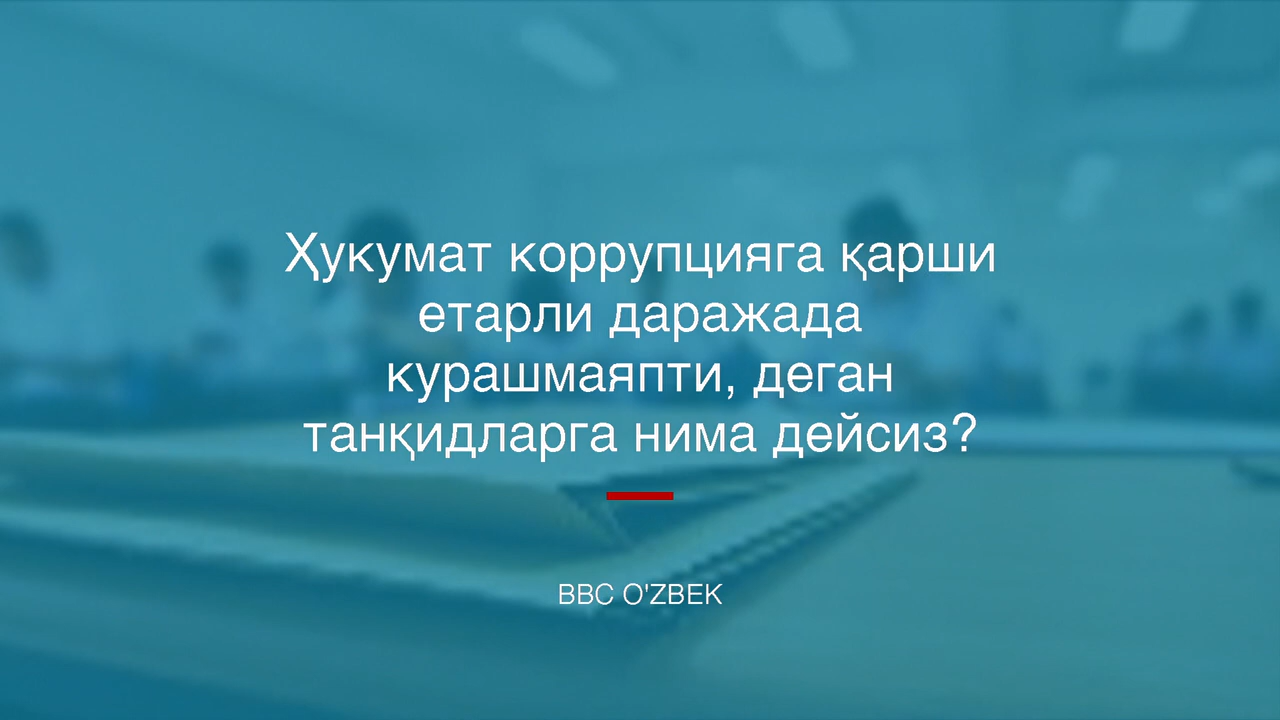 Ҳукумат коррупцияга қарши
етарли даражада
курашмаяпти, деган
танқидларга нима дейсиз?
BBC O'ZBEK